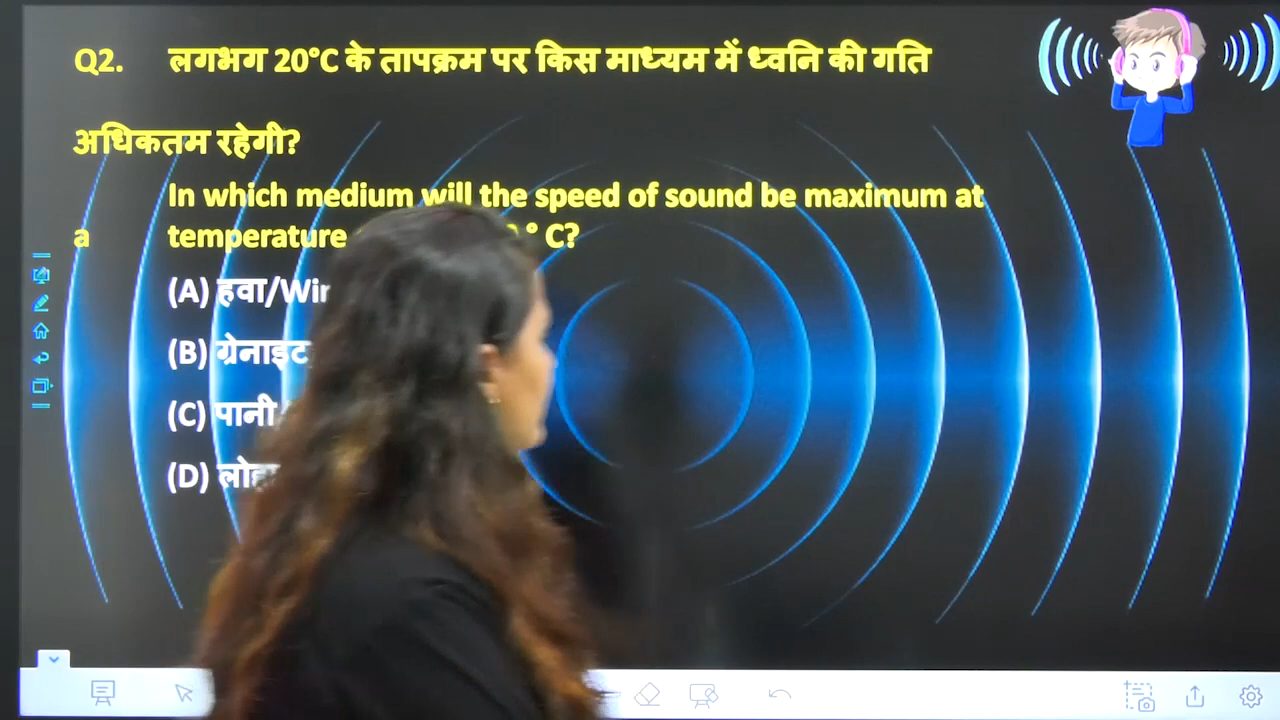 Q2. लगभग 20°C के तापक्रम पर किस माध्यम में ध्वनि की गति
अधिकतम रहेगी?
In which medium will the speed of sound be maximum at
a temperature ° C?
(A) हवा/
(B) ग्रेनाइट
(C) पानी
(D)